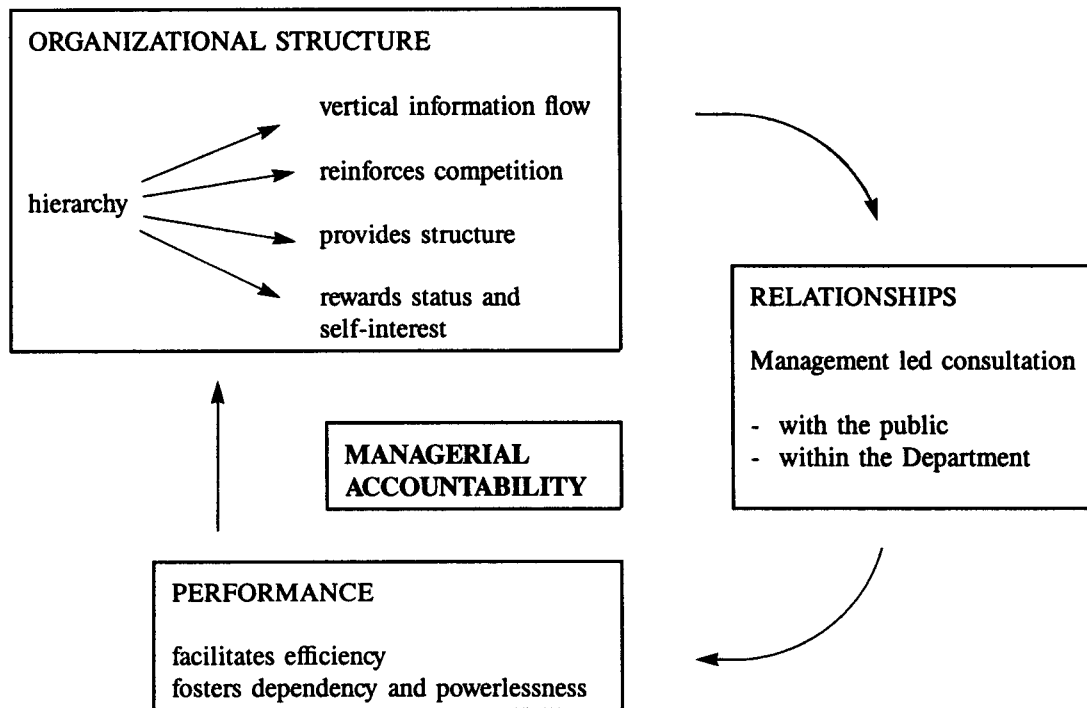 ORGANIZATIONAL STRUCTURE
vertical information flow
reinforces competition
hierarchy
provides structure
rewards status and
self-interest
RELATIONSHIPS
Management led consultation
- with the public
- within the Department
MANAGERIAL
ACCOUNTABILITY
PERFORMANCE
facilitates efficiency
fosters dependency and powerlessness